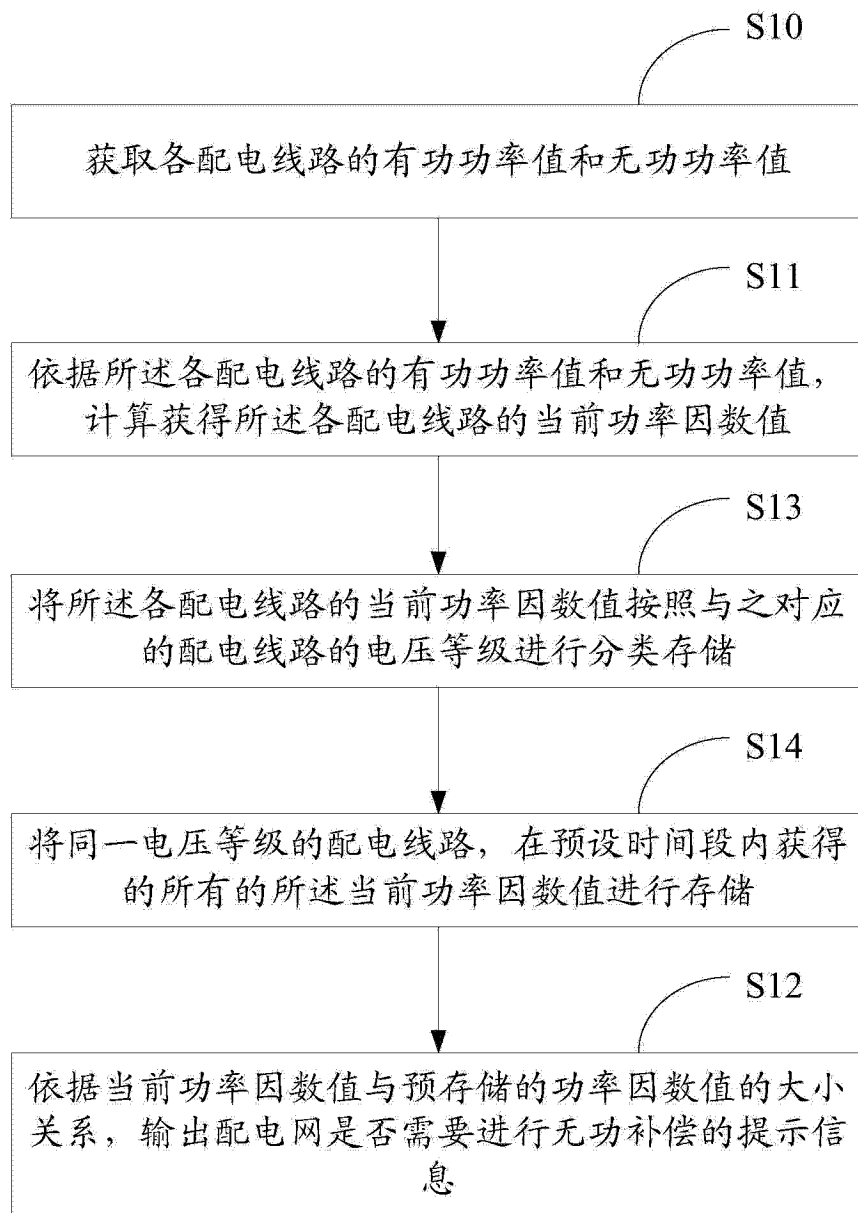 S10
获取各配电线路的有功功率值和无功功率值
S11
依据所述各配电线路的有功功率值和无功功率值，
计算获得所述各配电线路的当前功率因数值
S13
将所述各配电线路的当前功率因数值按照与之对应
的配电线路的电压等级进行分类存储
S14
将同一电压等级的配电线路，在预设时间段内获得
的所有的所述当前功率因数值进行存储
S12
依据当前功率因数值与预存储的功率因数值的大小
关系，输出配电网是否需要进行无功补偿的提示信
息